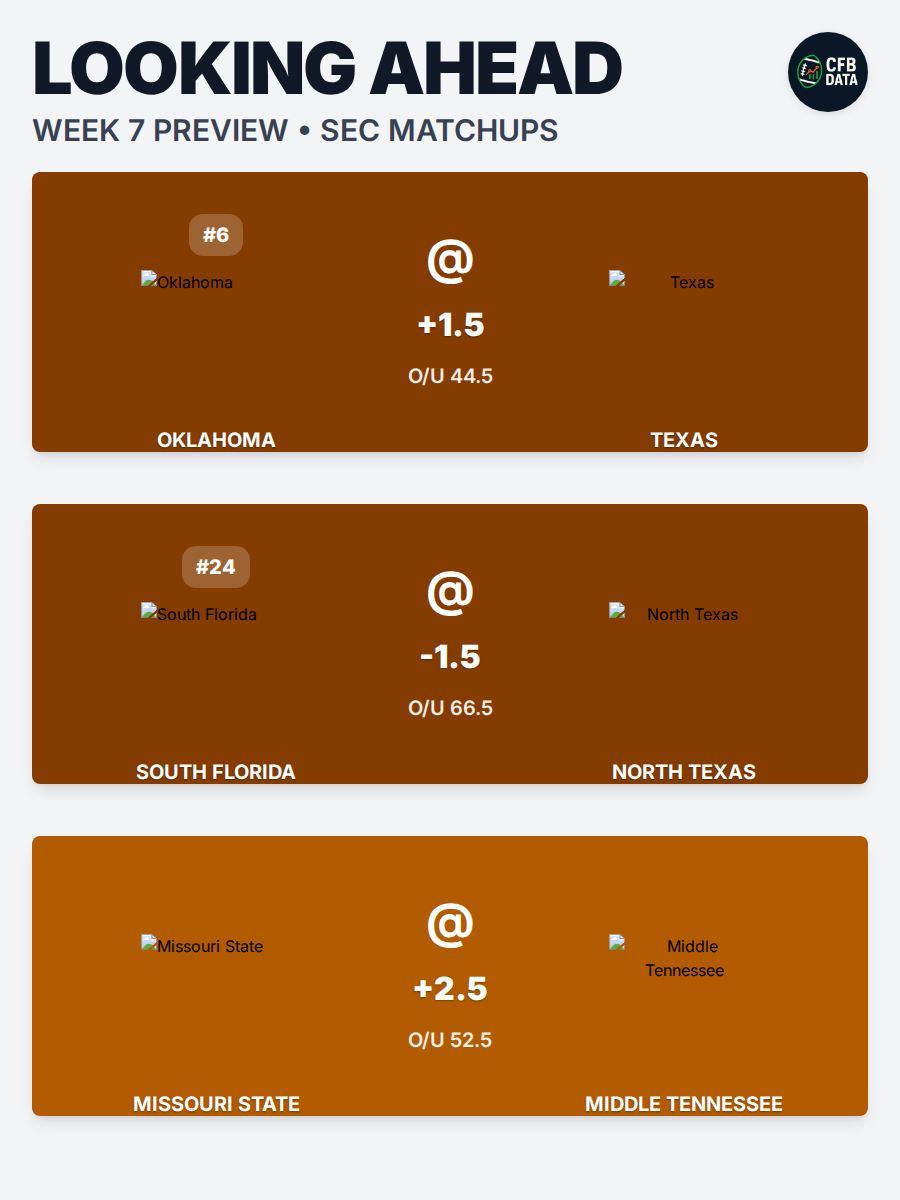 LOOKING AHEAD
CFB
DATA
WEEK 7 PREVIEW • SEC MATCHUPS
#6
@
Oklahoma
Texas
+1.5
O/U 44.5
OKLAHOMA
TEXAS
#24
@
South Florida
North Texas
-1.5
O/U 66.5
SOUTH FLORIDA
NORTH TEXAS
@
Missouri State
Middle
Tennessee
+2.5
O/U 52.5
MISSOURI STATE
MIDDLE TENNESSEE